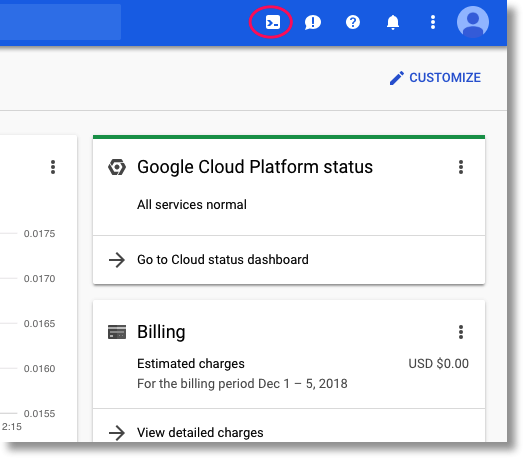 CUSTOMIZE
0.0175
0.0170
0.0165
0.0160
0.0155
2:15
Google Cloud Platform status
All services normal
Go to Cloud status dashboard
Billing
Estimated charges USD $0.00
For the billing period Dec 1 – 5, 2018
View detailed charges